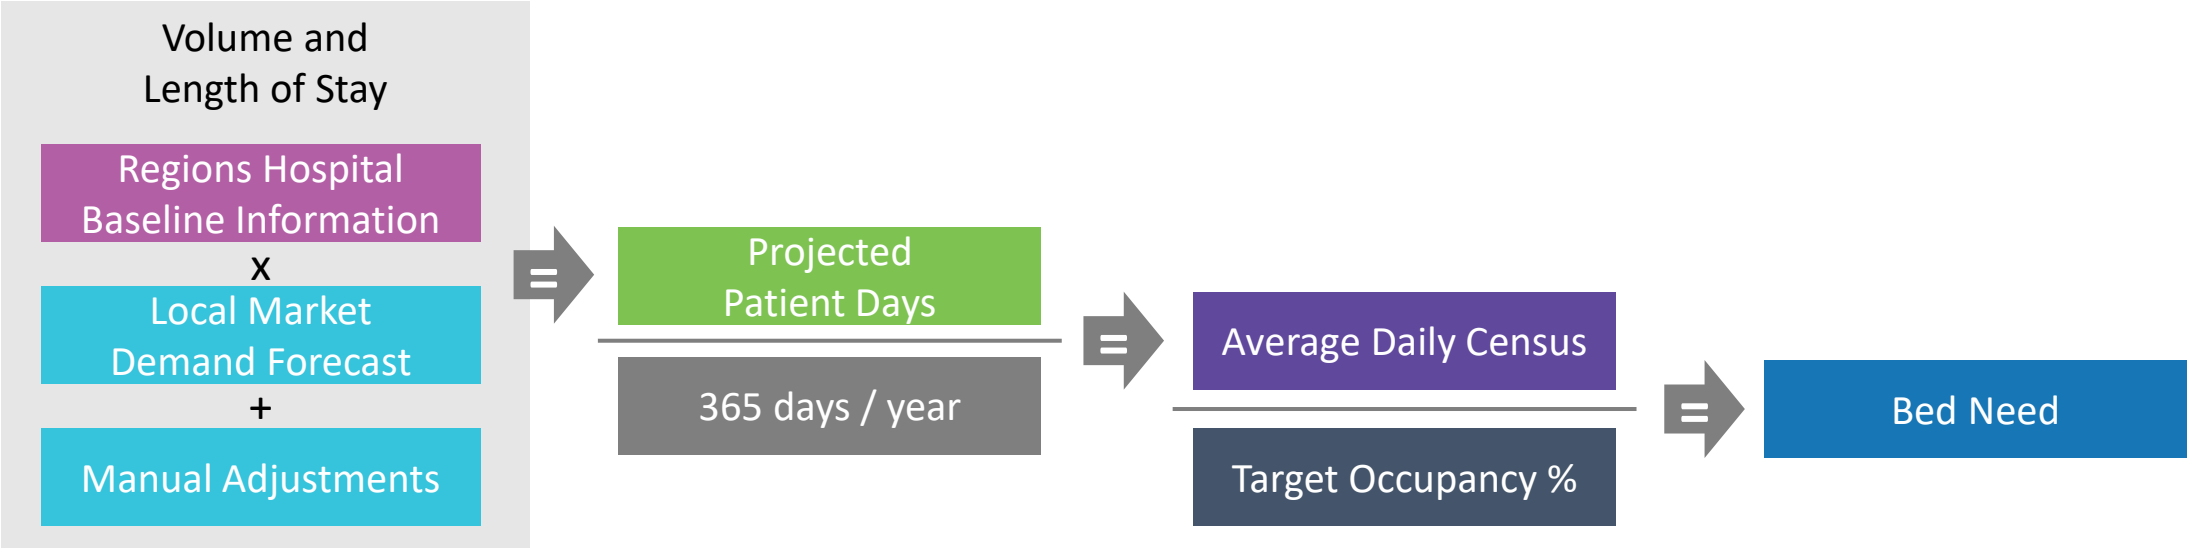 Volume and
Length of Stay
Regions Hospital
Baseline Information
x
Local Market
Demand Forecast
+
Manual Adjustments
=
Projected
Patient Days
365 days / year
=
Average Daily Census
Target Occupancy %
=
Bed Need